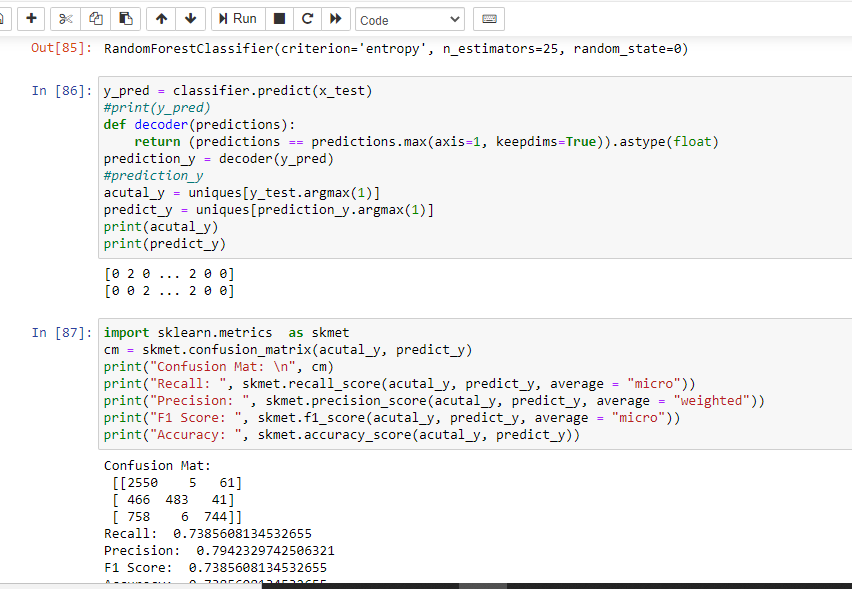 Run Code
Out[85]: RandomForestClassifier(criterion='entropy', n_estimators=25, random_state=0)
In [86]: y_pred = classifier.predict(x_test)
#print(y_pred)
def decoder(predictions):
    return (predictions == predictions.max(axis=1, keepdims=True)).astype(float)
prediction_y = decoder(y_pred)
#prediction_y
acutal_y = uniques[y_test.argmax(1)]
predict_y = uniques[prediction_y.argmax(1)]
print(acutal_y)
print(predict_y)
[0 2 0 ... 2 0 0]
[0 0 2 ... 2 0 0]
In [87]: import sklearn.metrics  as skmet
cm = skmet.confusion_matrix(acutal_y, predict_y)
print("Confusion Mat: \n", cm)
print("Recall: ", skmet.recall_score(acutal_y, predict_y, average = "micro"))
print("Precision: ", skmet.precision_score(acutal_y, predict_y, average = "weighted"))
print("F1 Score: ", skmet.f1_score(acutal_y, predict_y, average = "micro"))
print("Accuracy: ", skmet.accuracy_score(acutal_y, predict_y))
Confusion Mat:
 [[2550    5   61]
 [ 466  483   41]
 [ 758    6  744]]
Recall:  0.7385608134532655
Precision:  0.7942329742506321
F1 Score:  0.7385608134532655
Accuracy:  0.7385608134532655